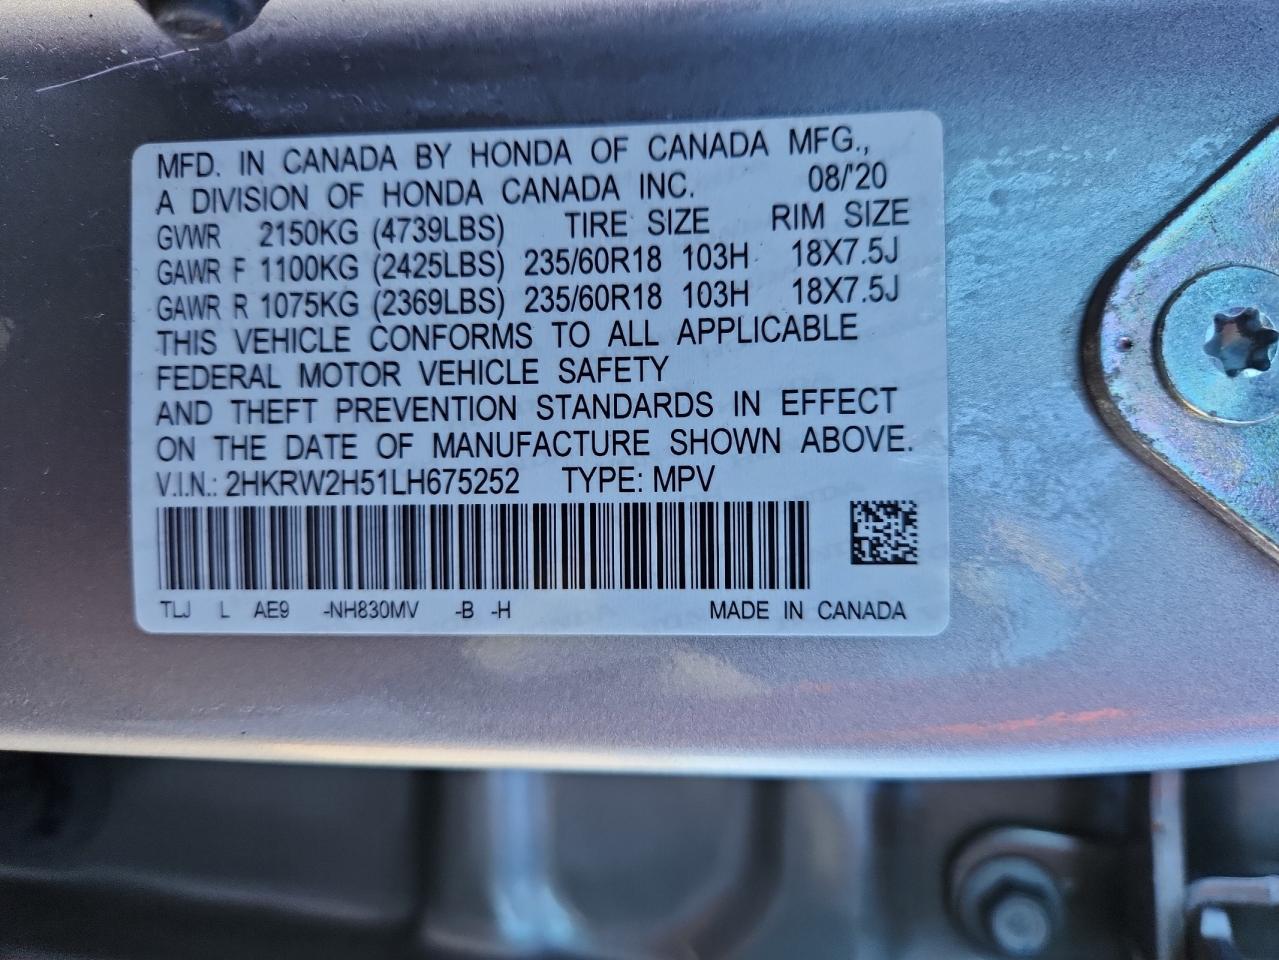 MFD. IN CANADA BY HONDA OF CANADA MFG.,
A DIVISION OF HONDA CANADA INC. 08/'20
GVWR 2150KG (4739LBS) TIRE SIZE RIM SIZE
GAWR F 1100KG (2425LBS) 235/60R18 103H 18X7.5J
GAWR R 1075KG (2369LBS) 235/60R18 103H 18X7.5J
THIS VEHICLE CONFORMS TO ALL APPLICABLE
FEDERAL MOTOR VEHICLE SAFETY
AND THEFT PREVENTION STANDARDS IN EFFECT
ON THE DATE OF MANUFACTURE SHOWN ABOVE.
V.I.N.: 2HKRW2H51LH675252 TYPE: MPV
TLJ L AE9 -NH830MV -B -H MADE IN CANADA